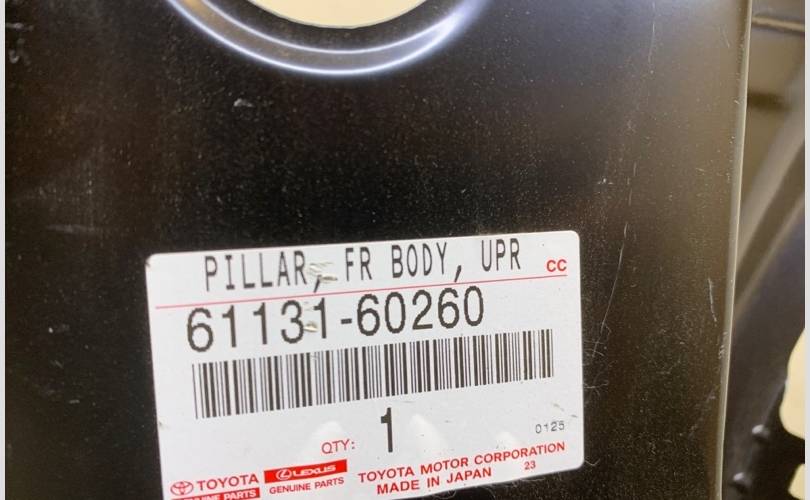 PILLAR, FR BODY, UPR CC
61131-60260
QTY: 1 0125
TOYOTA LEXUS TOYOTA MOTOR CORPORATION
GENUINE PARTS GENUINE PARTS MADE IN JAPAN 23